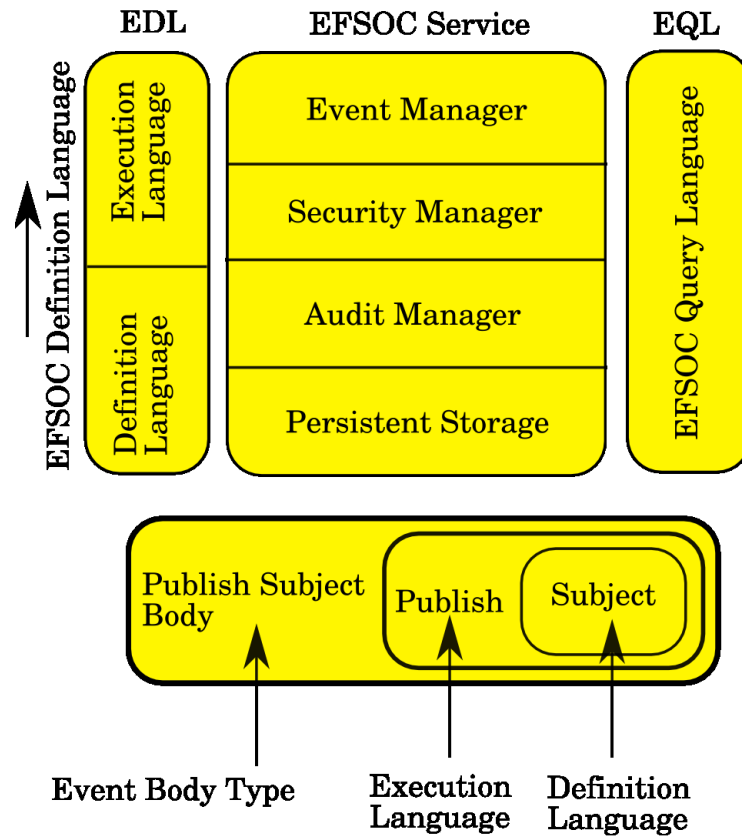 EDL
EFSOC Service
EQL
EFSOC Definition Language
Execution
Language
Definition
Language
Event Manager
Security Manager
Audit Manager
Persistent Storage
EFSOC Query Language
Publish Subject
Body
Publish
Subject
Event Body Type
Execution
Language
Definition
Language